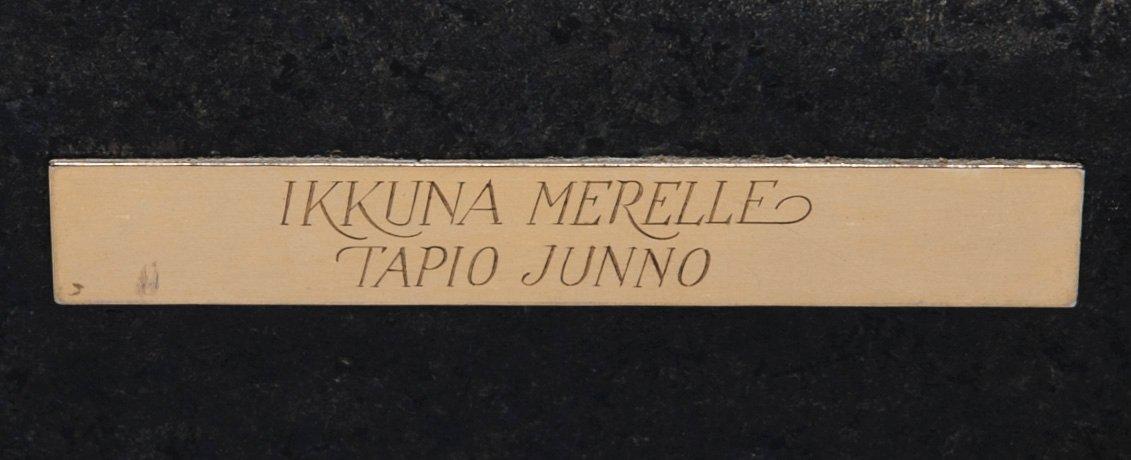 IKKUNA MERELLE
TAPIO JUNNO